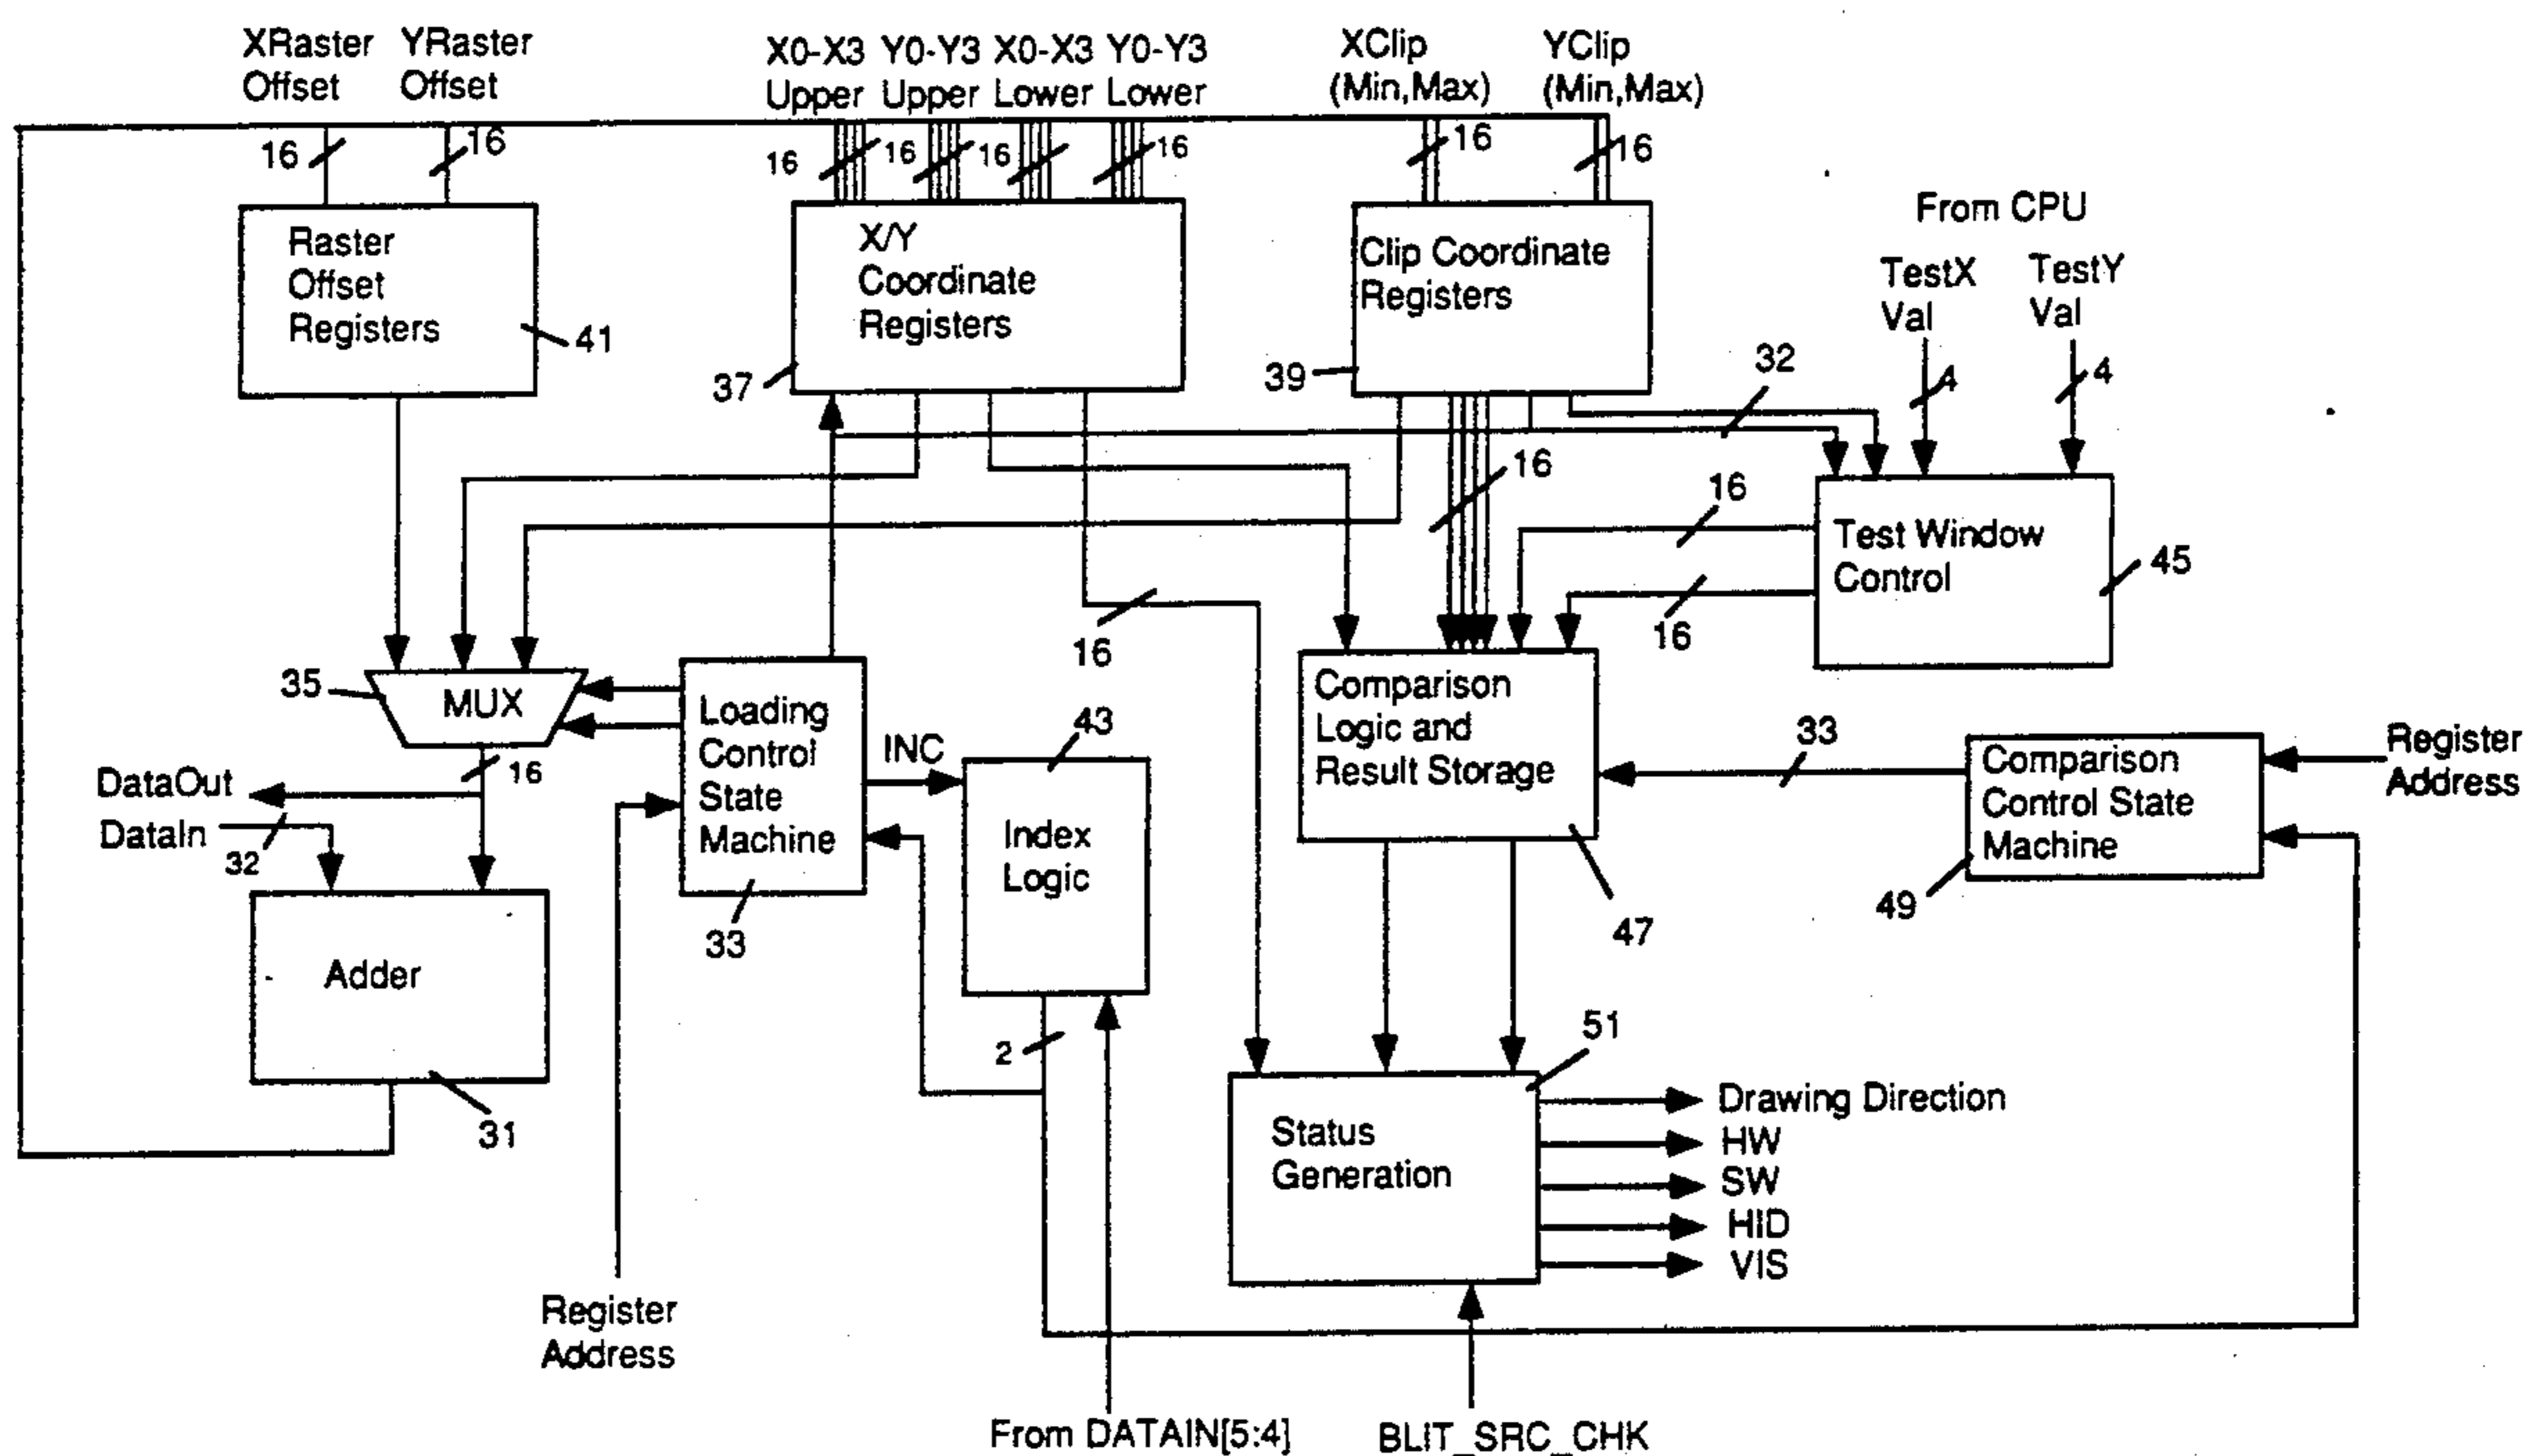 XRaster Offset
YRaster Offset
X0-X3 Upper
Y0-Y3 Upper
X0-X3 Lower
Y0-Y3 Lower
XClip (Min,Max)
YClip (Min,Max)
16
16
16
16
16
16
16
16
From CPU
TestX Val
TestY Val
4
4
Raster
Offset
Registers
41
X/Y
Coordinate
Registers
37
Clip Coordinate
Registers
39
32
16
16
16
Test Window
Control
45
16
35
MUX
16
DataOut
DataIn
32
Loading
Control
State
Machine
33
INC
43
Index
Logic
2
Comparison
Logic and
Result Storage
47
33
Comparison
Control State
Machine
49
Register
Address
Adder
31
51
Status
Generation
Drawing Direction
HW
SW
HID
VIS
Register
Address
From DATAIN[5:4]
BLIT_SRC_CHK